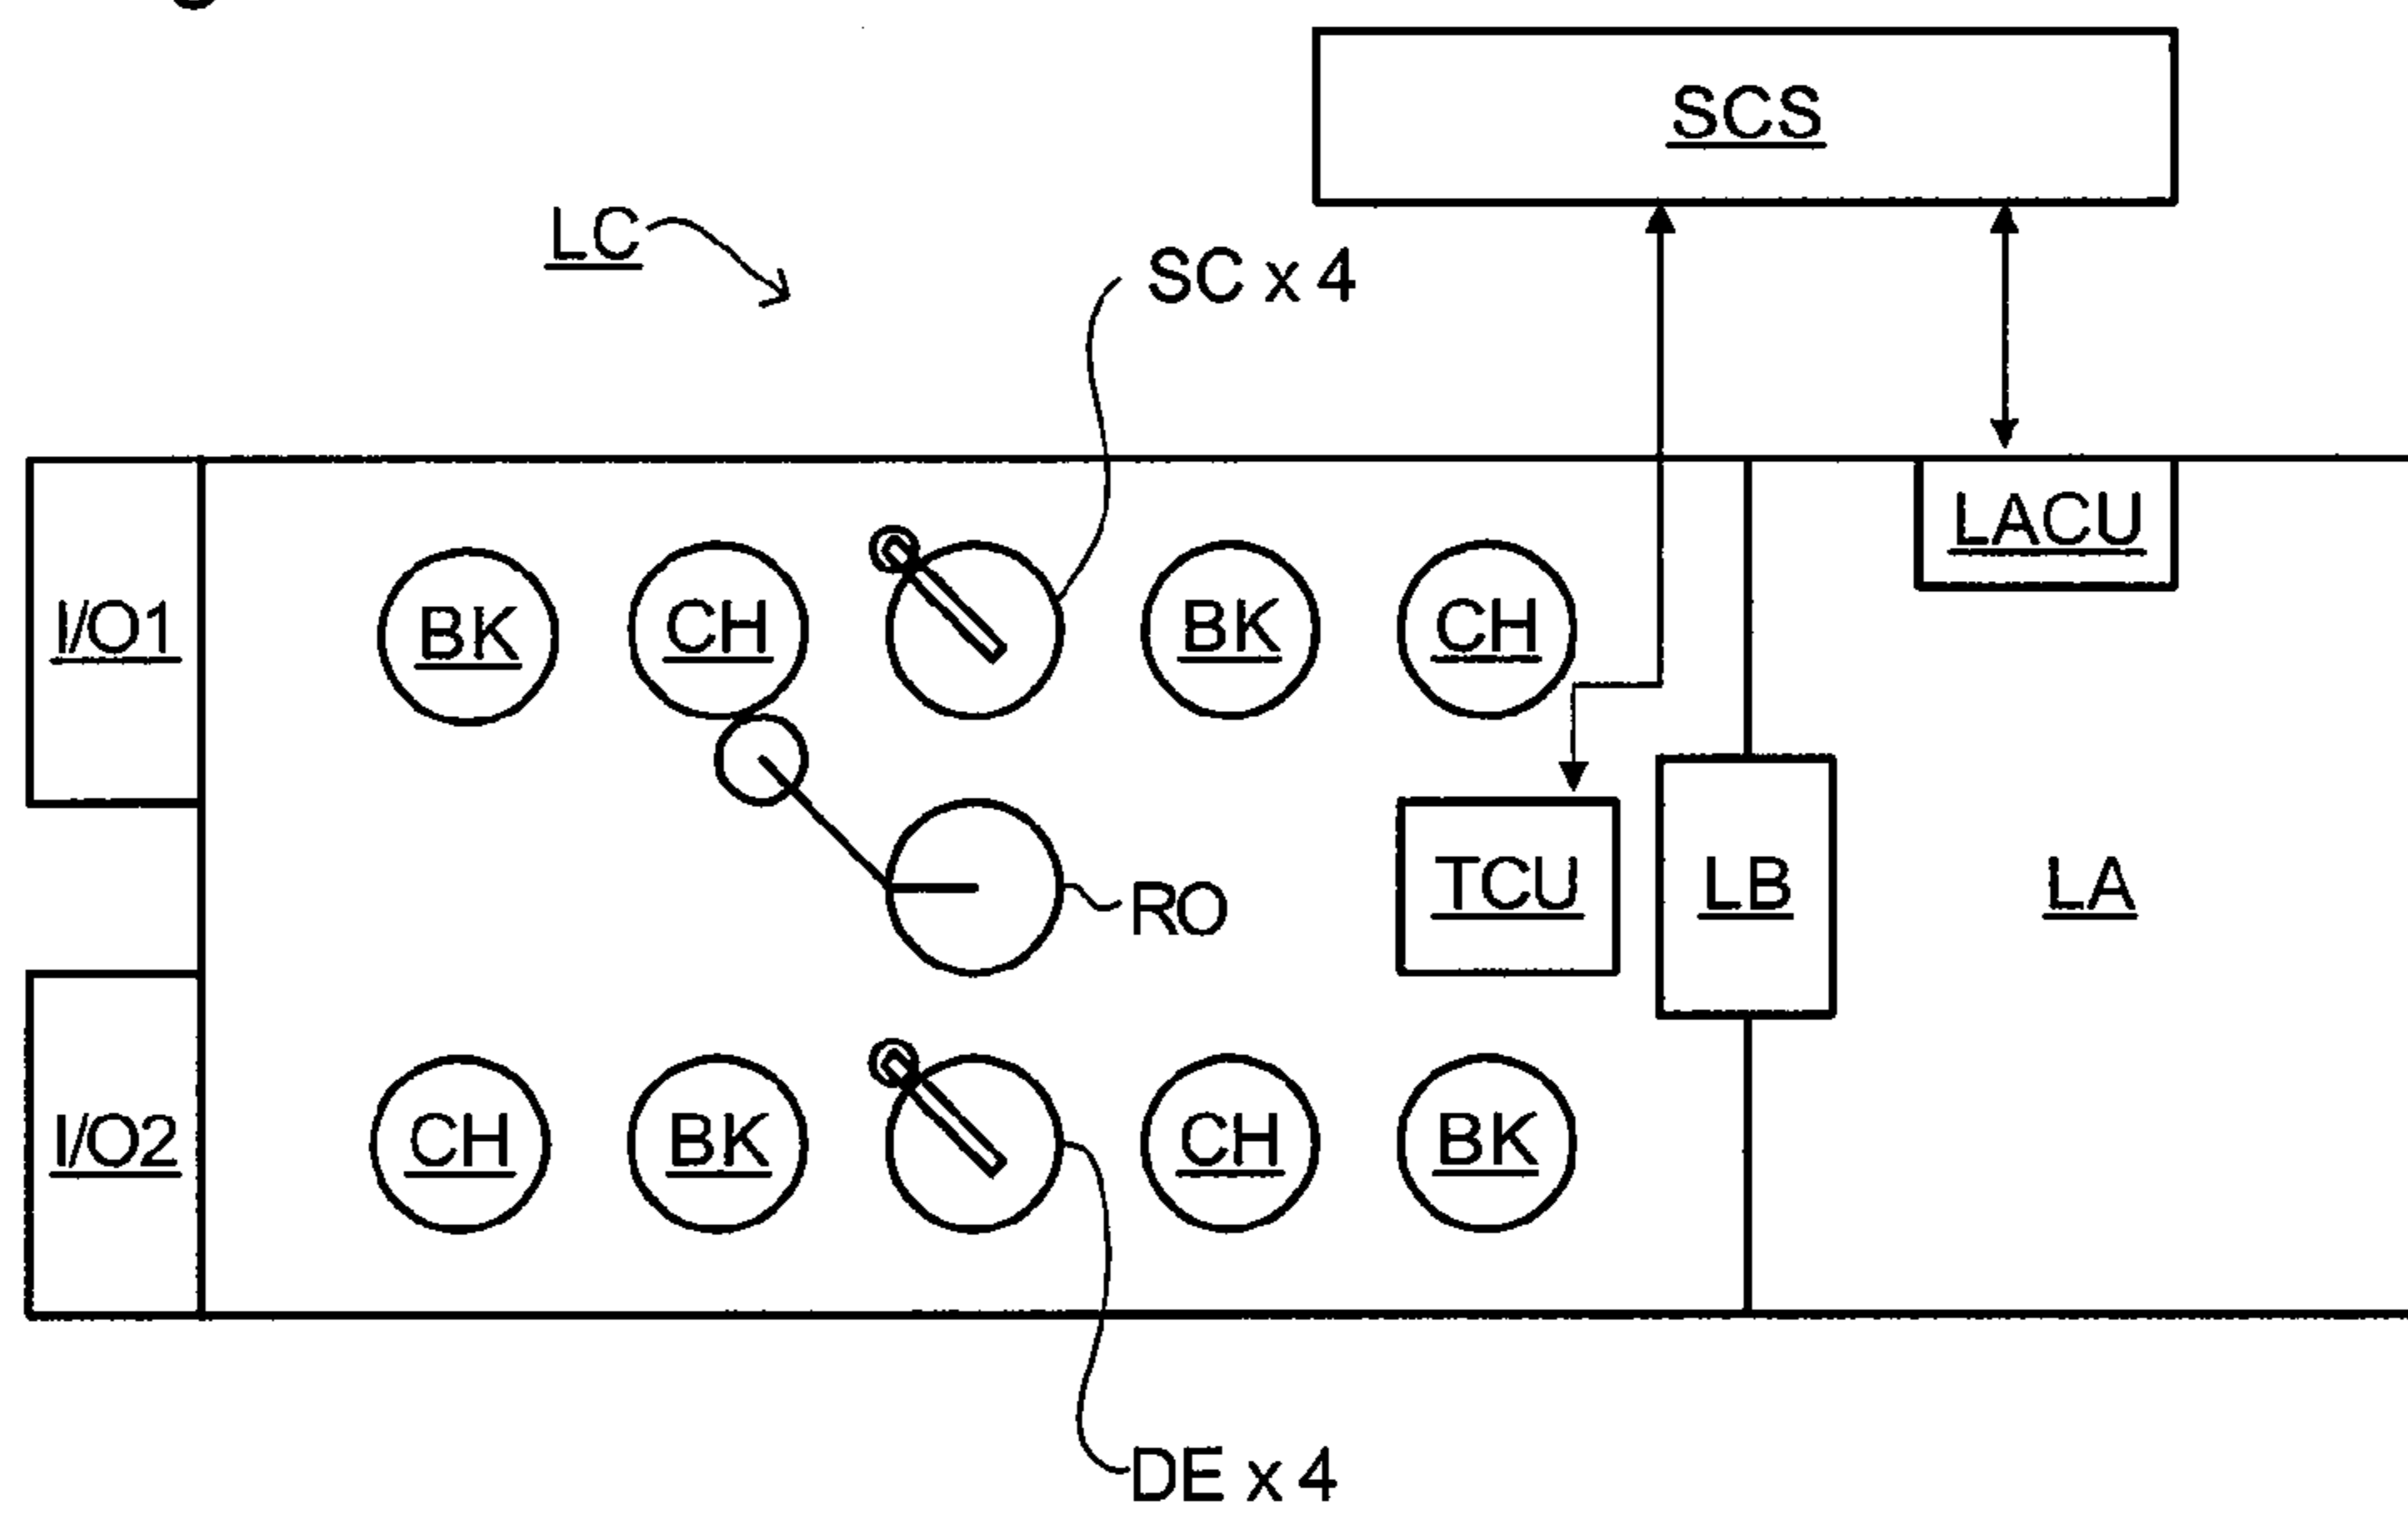 SCS
LC
SC x 4
LACU
I/O1
BK
CH
BK
CH
TCU
LB
LA
RO
I/O2
CH
BK
CH
BK
DE x 4